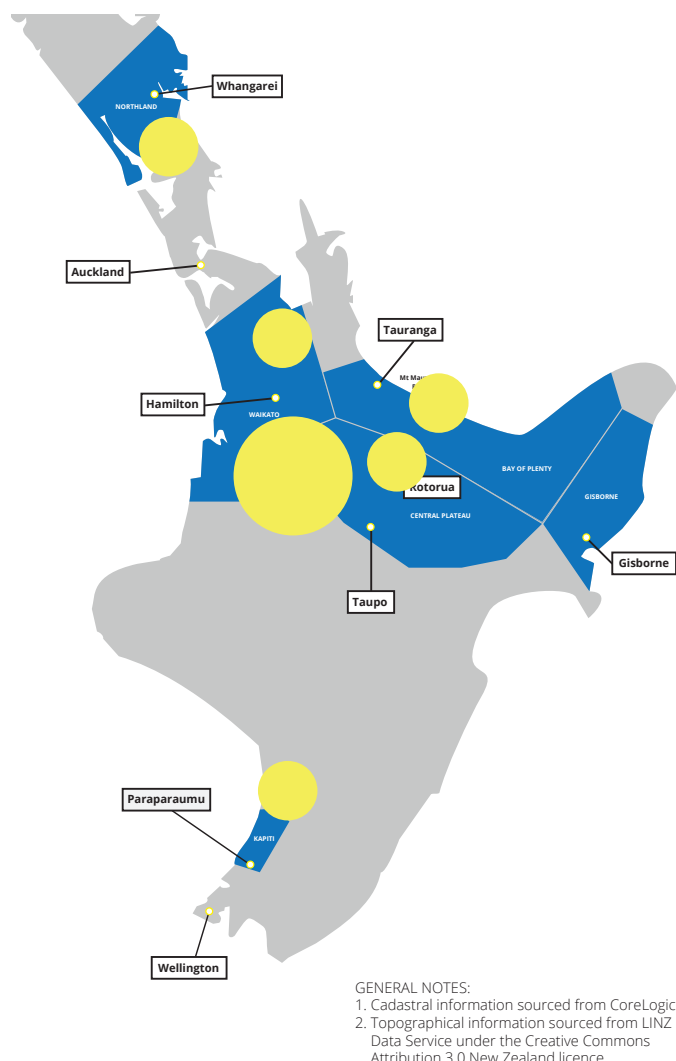 Whangarei
NORTHLAND
Auckland
Tauranga
Mt
Hamilton
WAIKATO
BAY OF PLENTY
Rotorua
GISBORNE
CENTRAL PLATEAU
Gisborne
Taupo
Paraparaumu
KAPITI
Wellington
GENERAL NOTES:
1. Cadastral information sourced from CoreLogic
2. Topographical information sourced from LINZ
Data Service under the Creative Commons
Attribution 3.0 New Zealand licence